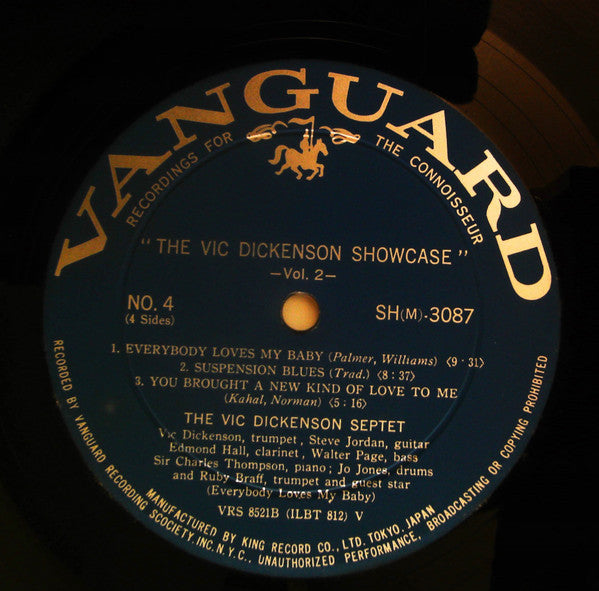 VANGUARD
RECORDINGS FOR THE CONNOISSEUR
"THE VIC DICKENSON SHOWCASE"
—Vol. 2—
NO. 4
(4 Sides)
SH(M)-3087
1. EVERYBODY LOVES MY BABY (Palmer, Williams) (9·31)
2. SUSPENSION BLUES (Trad.) (8:37)
3. YOU BROUGHT A NEW KIND OF LOVE TO ME
(Kahal, Norman) (5:16)
THE VIC DICKENSON SEPTET
Vic Dickenson, trumpet, Steve Jordan, guitar
Edmond Hall, clarinet, Walter Page, bass
Sir Charles Thompson, piano; Jo Jones, drums
and Ruby Braff, trumpet and guest star
(Everybody Loves My Baby)
VRS 8521B (ILBT 812) V
MANUFACTURED BY KING RECORD CO., LTD. TOKYO. JAPAN
RECORDED BY VANGUARD RECORDING SCOCIETY. INC. N.Y.C., UNAUTHORIZED PERFORMANCE, BROADCASTING OR COPYING PROHIBITED